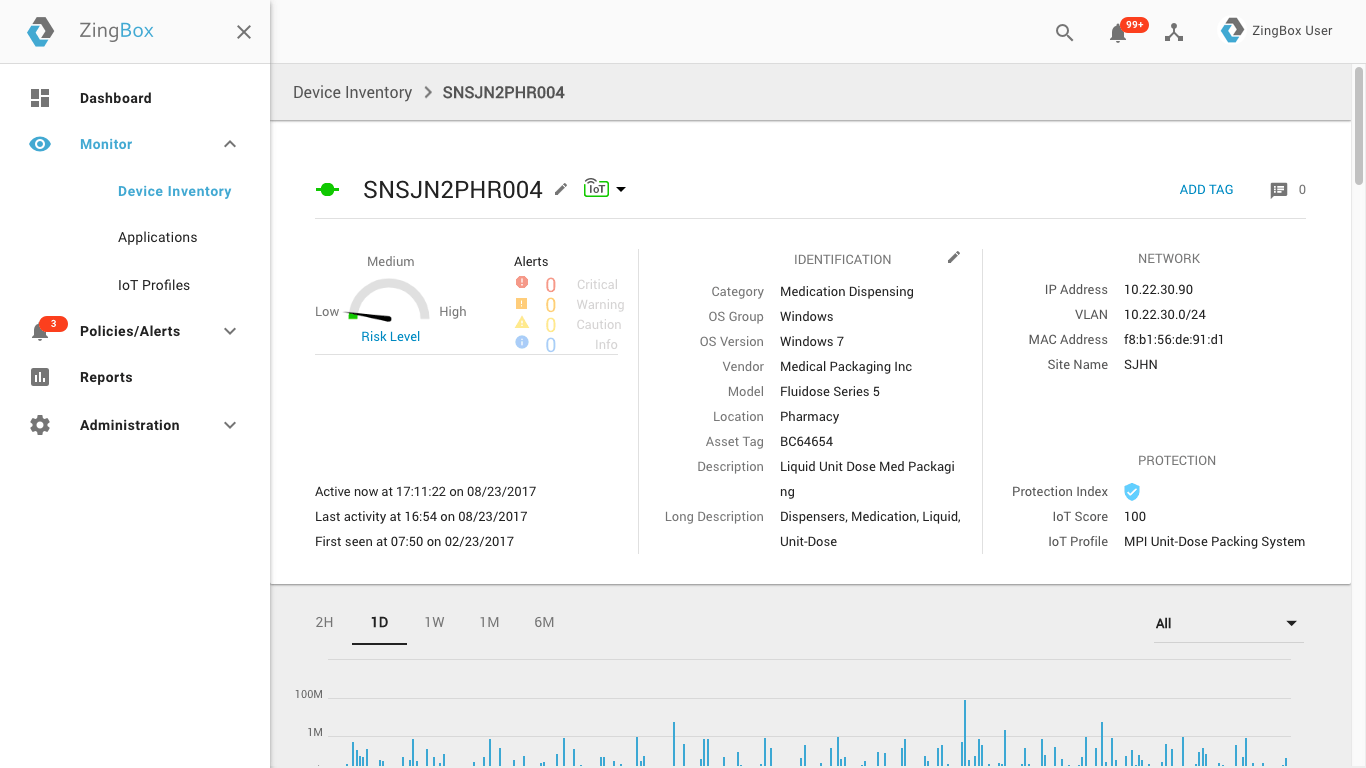 ZingBox
99+
ZingBox User
Dashboard
Monitor
Device Inventory
Applications
IoT Profiles
3
Policies/Alerts
Reports
Administration
Device Inventory > SNSJN2PHR004
SNSJN2PHR004
IoT
ADD TAG
0
Medium
Low
High
Risk Level
Alerts
0 Critical
0 Warning
0 Caution
0 Info
Active now at 17:11:22 on 08/23/2017
Last activity at 16:54 on 08/23/2017
First seen at 07:50 on 02/23/2017
IDENTIFICATION
Category Medication Dispensing
OS Group Windows
OS Version Windows 7
Vendor Medical Packaging Inc
Model Fluidose Series 5
Location Pharmacy
Asset Tag BC64654
Description Liquid Unit Dose Med Packagi
ng
Long Description Dispensers, Medication, Liquid,
Unit-Dose
NETWORK
IP Address 10.22.30.90
VLAN 10.22.30.0/24
MAC Address f8:b1:56:de:91:d1
Site Name SJHN
PROTECTION
Protection Index
IoT Score 100
IoT Profile MPI Unit-Dose Packing System
2H 1D 1W 1M 6M
All
100M
1M